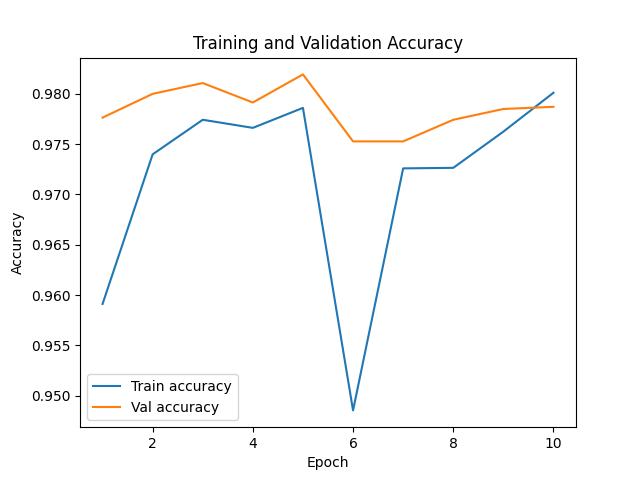 Training and Validation Accuracy
0.980
0.975
0.970
0.965
0.960
0.955
0.950
Accuracy
Train accuracy
Val accuracy
2 4 6 8 10
Epoch